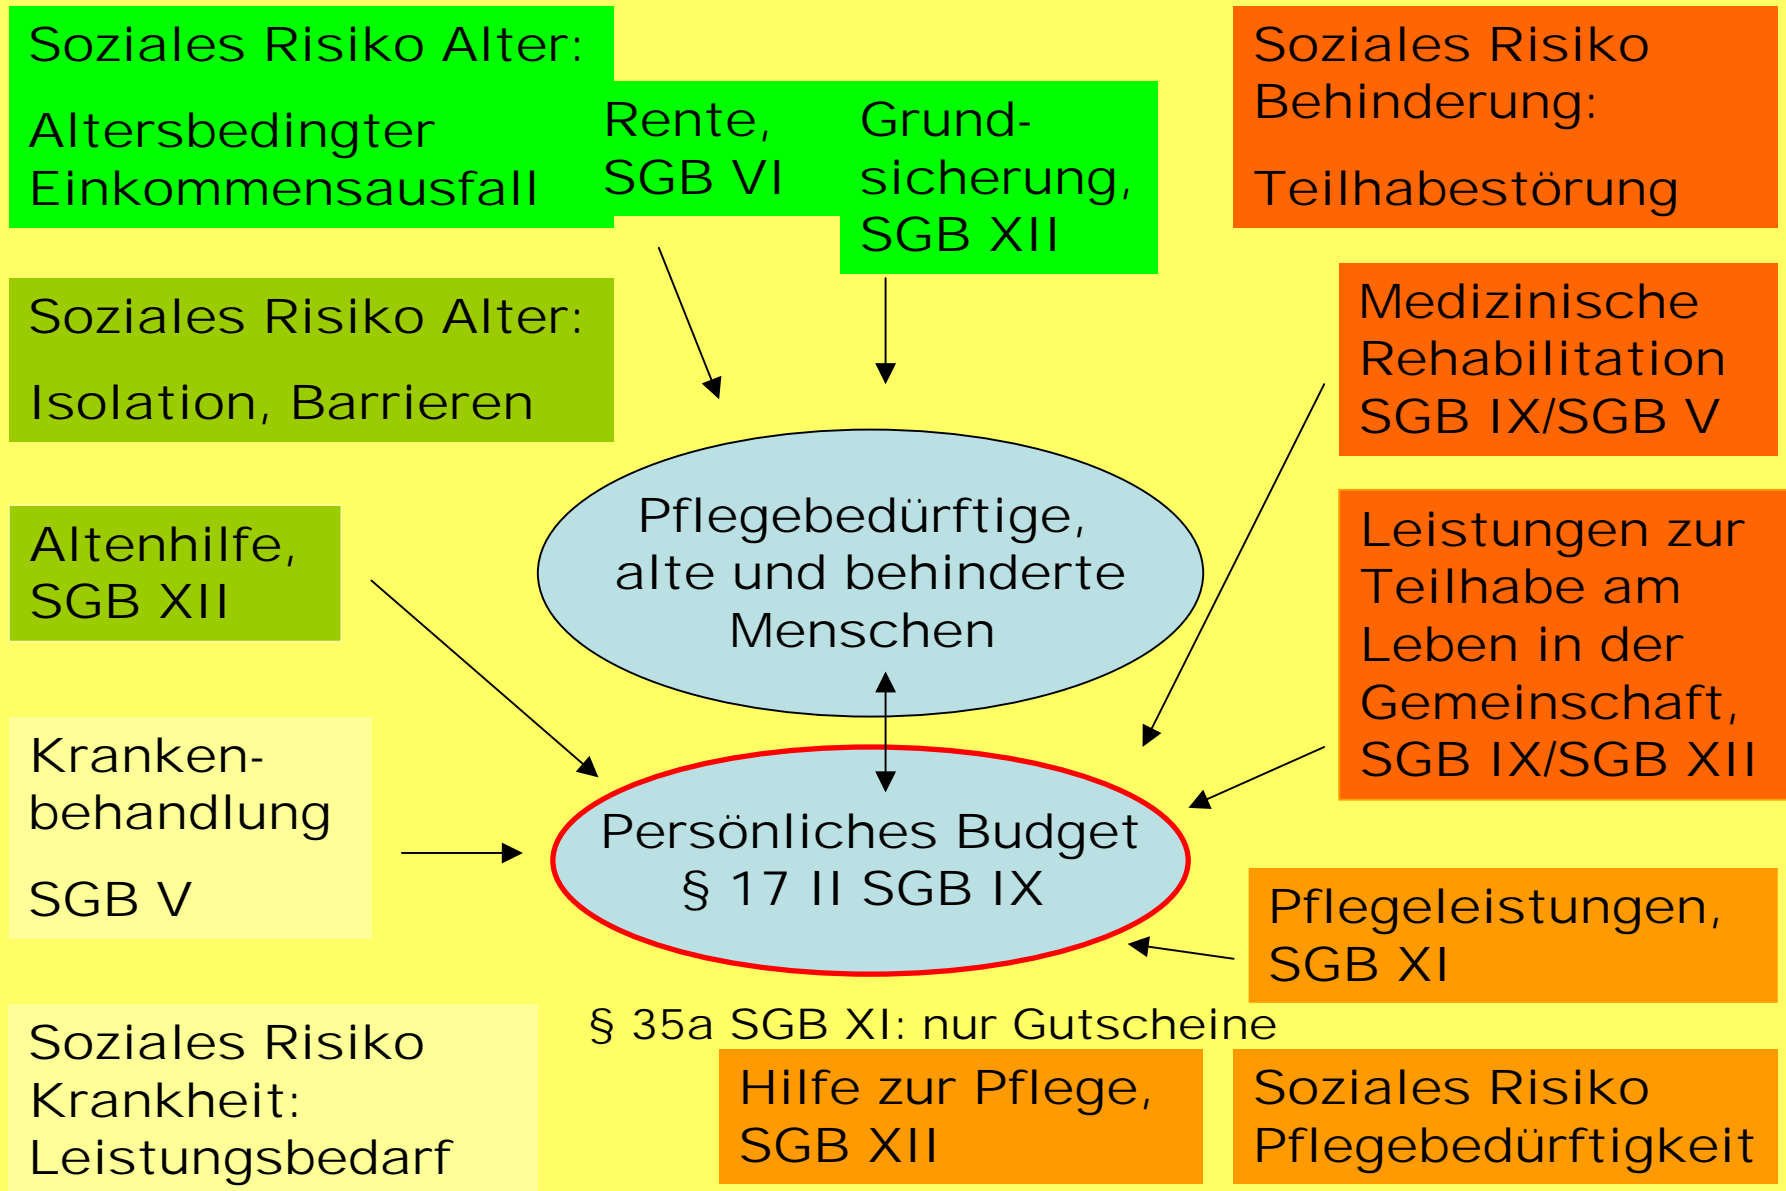 Soziales Risiko Alter:
Altersbedingter
Einkommensausfall
Rente,
SGB VI
Grund-
sicherung,
SGB XII
Soziales Risiko
Behinderung:
Teilhabestörung
Soziales Risiko Alter:
Isolation, Barrieren
Medizinische
Rehabilitation
SGB IX/SGB V
Altenhilfe,
SGB XII
Pflegebedürftige,
alte und behinderte
Menschen
Leistungen zur
Teilhabe am
Leben in der
Gemeinschaft,
SGB IX/SGB XII
Kranken-
behandlung
SGB V
Persönliches Budget
§ 17 II SGB IX
Pflegeleistungen,
SGB XI
§ 35a SGB XI: nur Gutscheine
Soziales Risiko
Krankheit:
Leistungsbedarf
Hilfe zur Pflege,
SGB XII
Soziales Risiko
Pflegebedürftigkeit